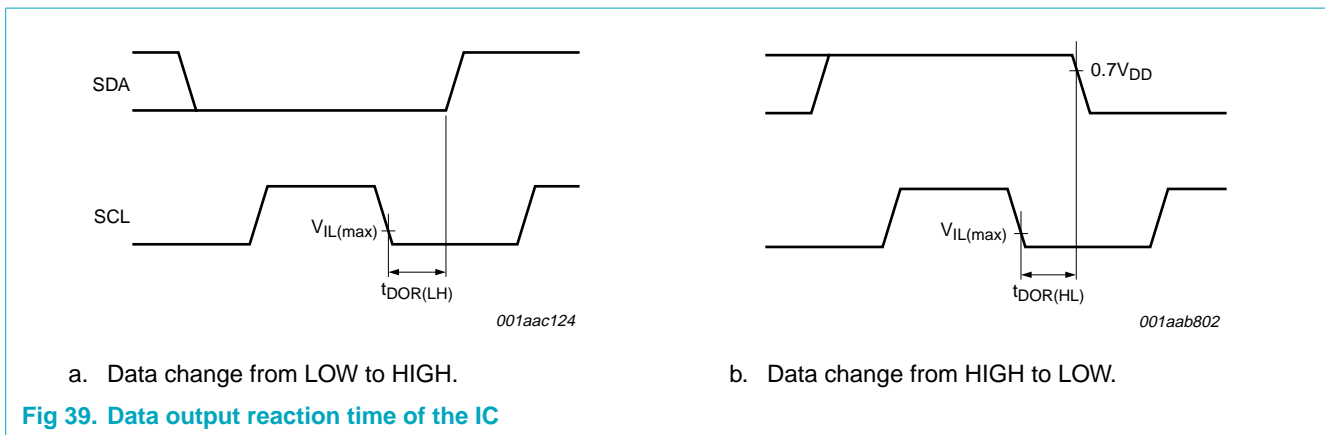 SDA
SCL
V_IL(max)
t_DOR(LH)
001aac124
0.7V_DD
V_IL(max)
t_DOR(HL)
001aab802
a. Data change from LOW to HIGH.
b. Data change from HIGH to LOW.
Fig 39. Data output reaction time of the IC